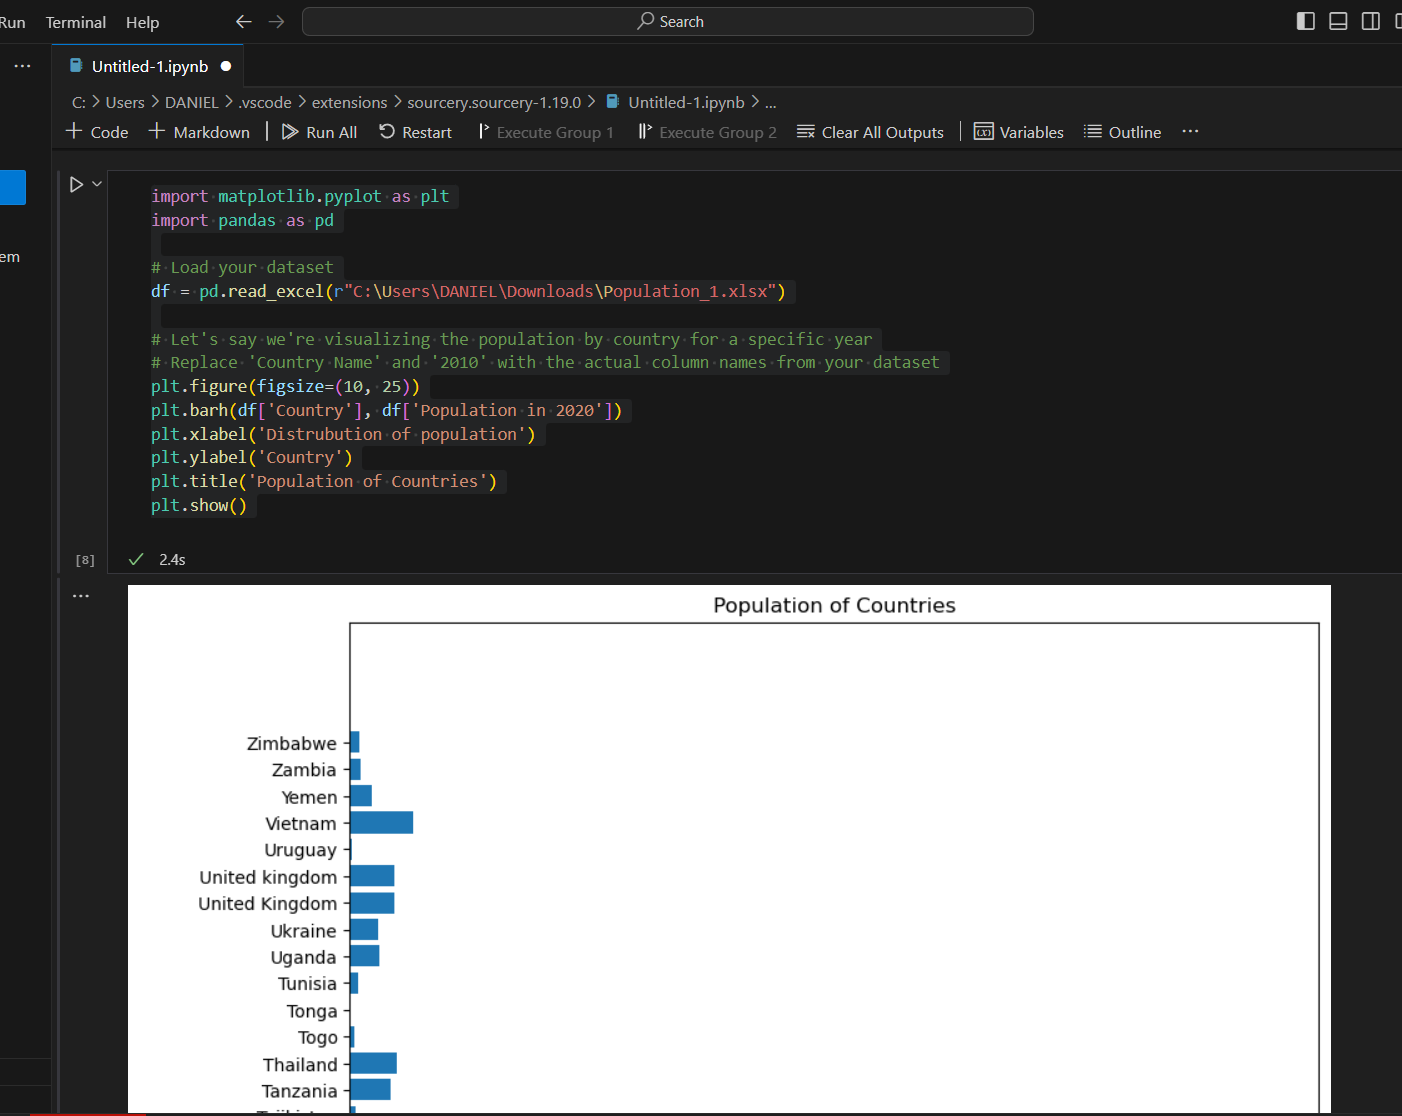 Run Terminal Help Search
Untitled-1.ipynb
C: > Users > DANIEL > .vscode > extensions > sourcery.sourcery-1.19.0 > Untitled-1.ipynb > ...
+ Code + Markdown | Run All Restart Execute Group 1 Execute Group 2 Clear All Outputs | Variables Outline ...
import matplotlib.pyplot as plt
import pandas as pd
# Load your dataset
df = pd.read_excel(r"C:\Users\DANIEL\Downloads\Population_1.xlsx")
# Let's say we're visualizing the population by country for a specific year
# Replace 'Country Name' and '2010' with the actual column names from your dataset
plt.figure(figsize=(10, 25))
plt.barh(df['Country'], df['Population in 2020'])
plt.xlabel('Distrubution of population')
plt.ylabel('Country')
plt.title('Population of Countries')
plt.show()
[8] 2.4s
em
Population of Countries
Zimbabwe
Zambia
Yemen
Vietnam
Uruguay
United kingdom
United Kingdom
Ukraine
Uganda
Tunisia
Tonga
Togo
Thailand
Tanzania